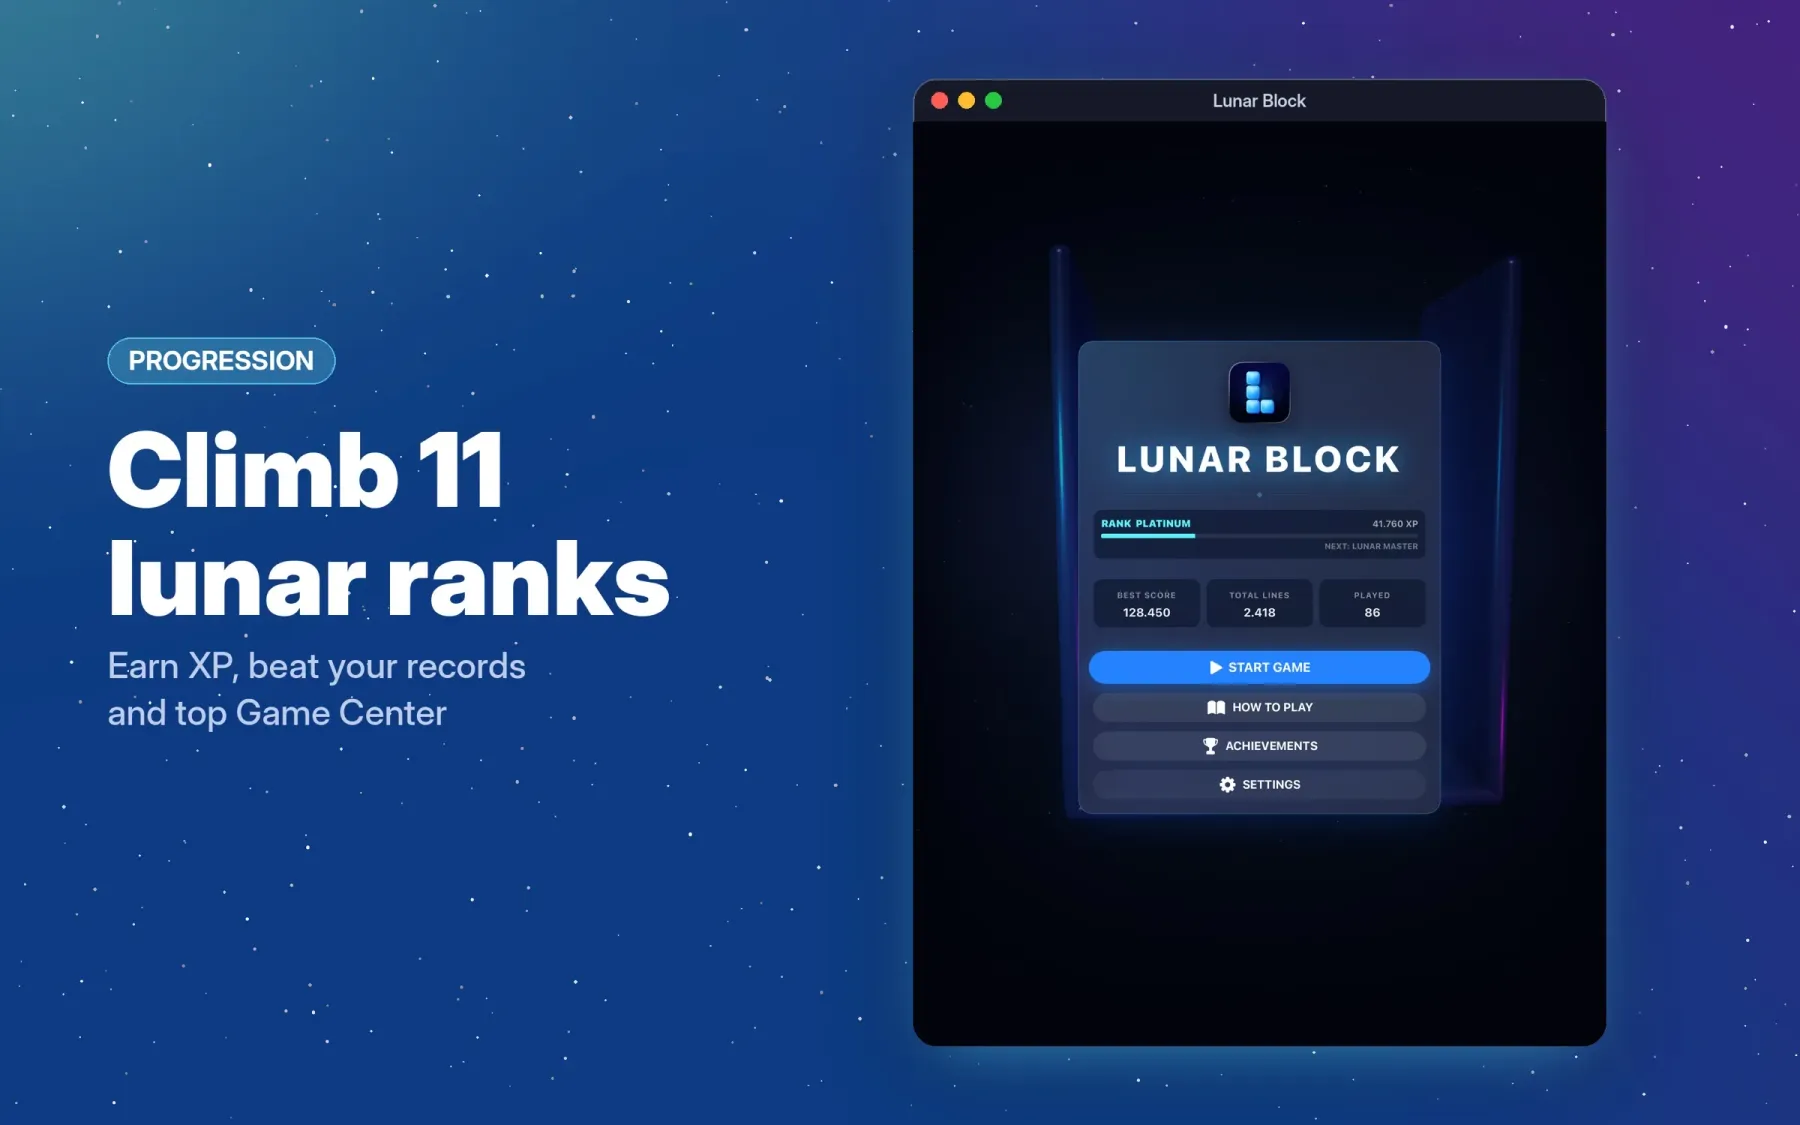 PROGRESSION
Climb 11
lunar ranks
Earn XP, beat your records
and top Game Center
Lunar Block
LUNAR BLOCK
RANK PLATINUM
41.760 XP
NEXT: LUNAR MASTER
BEST SCORE
128.450
TOTAL LINES
2.418
PLAYED
86
START GAME
HOW TO PLAY
ACHIEVEMENTS
SETTINGS